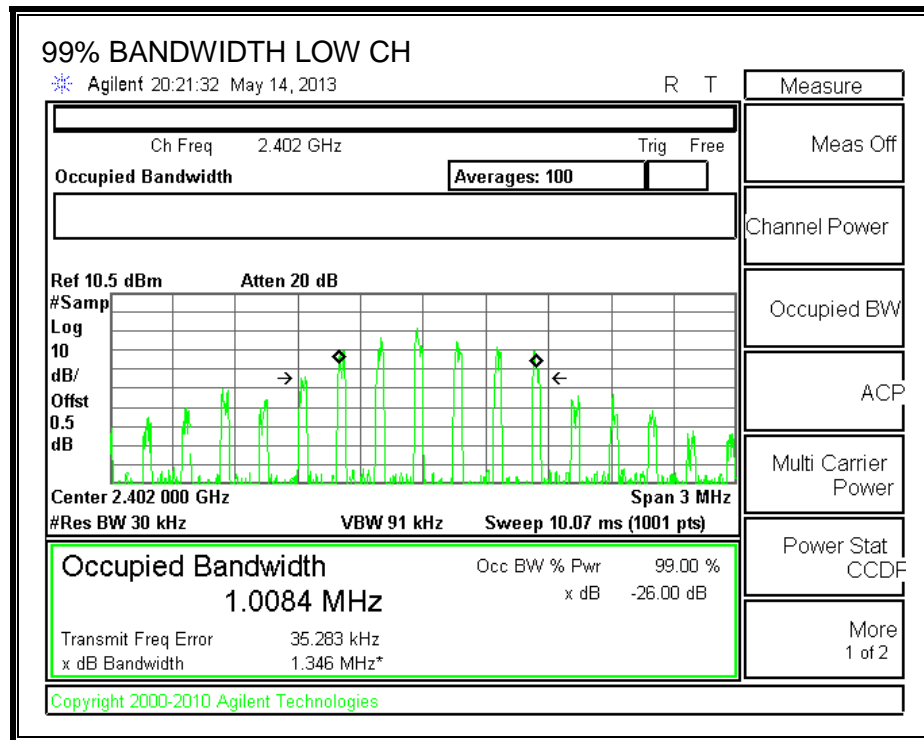 99% BANDWIDTH LOW CH
Agilent 20:21:32 May 14, 2013 R T
Ch Freq 2.402 GHz Trig Free
Occupied Bandwidth Averages: 100
Ref 10.5 dBm Atten 20 dB
#Samp
Log
10
dB/
Offst
0.5
dB
Center 2.402 000 GHz Span 3 MHz
#Res BW 30 kHz VBW 91 kHz Sweep 10.07 ms (1001 pts)
Occupied Bandwidth Occ BW % Pwr 99.00 %
1.0084 MHz x dB -26.00 dB
Transmit Freq Error 35.283 kHz
x dB Bandwidth 1.346 MHz*
Copyright 2000-2010 Agilent Technologies
Measure
Meas Off
Channel Power
Occupied BW
ACP
Multi Carrier
Power
Power Stat
CCDF
More
1 of 2